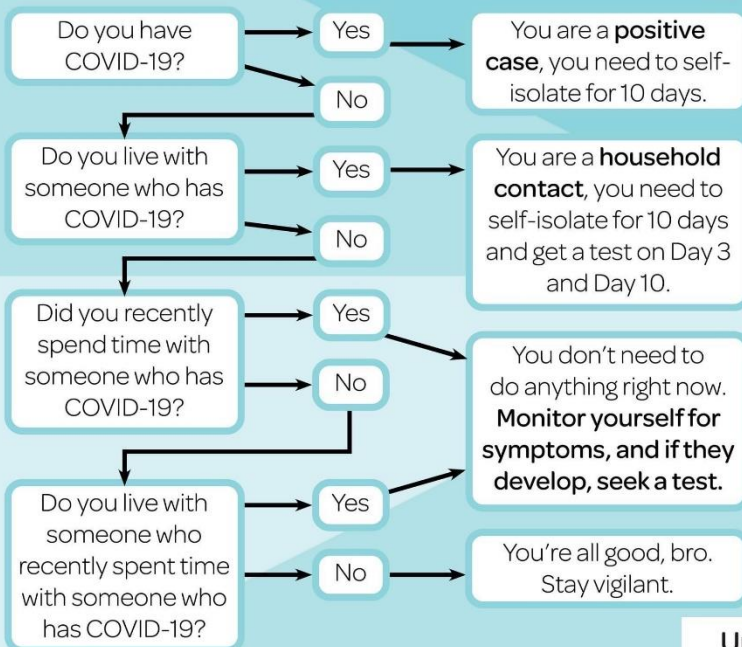 Do you have
COVID-19?
Yes
No
You are a positive
case, you need to self-
isolate for 10 days.
Do you live with
someone who has
COVID-19?
Yes
No
You are a household
contact, you need to
self-isolate for 10 days
and get a test on Day 3
and Day 10.
Did you recently
spend time with
someone who has
COVID-19?
Yes
No
You don't need to
do anything right now.
Monitor yourself for
symptoms, and if they
develop, seek a test.
Do you live with
someone who
recently spent time
with someone who
has COVID-19?
Yes
No
You're all good, bro.
Stay vigilant.